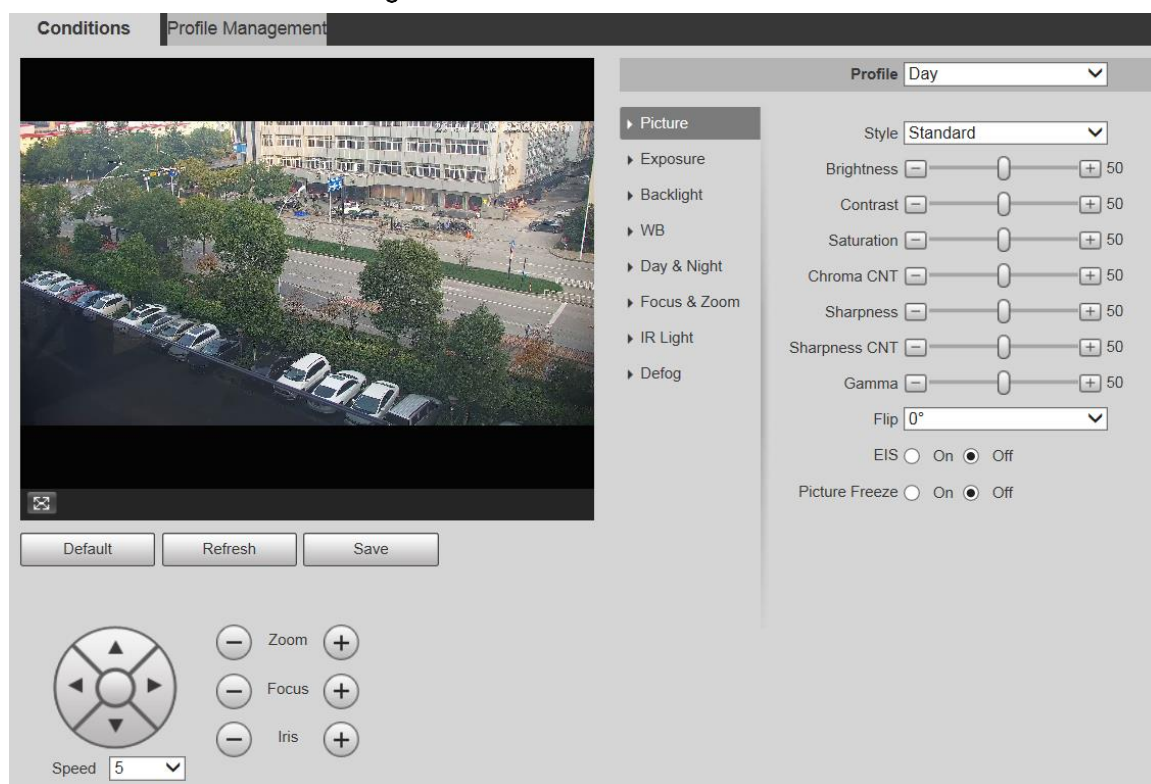 Conditions Profile Management
Profile Day
Picture
Exposure
Backlight
WB
Day & Night
Focus & Zoom
IR Light
Defog
Style Standard
Brightness 50
Contrast 50
Saturation 50
Chroma CNT 50
Sharpness 50
Sharpness CNT 50
Gamma 50
Flip 0°
EIS On Off
Picture Freeze On Off
Default Refresh Save
Zoom
Focus
Iris
Speed 5